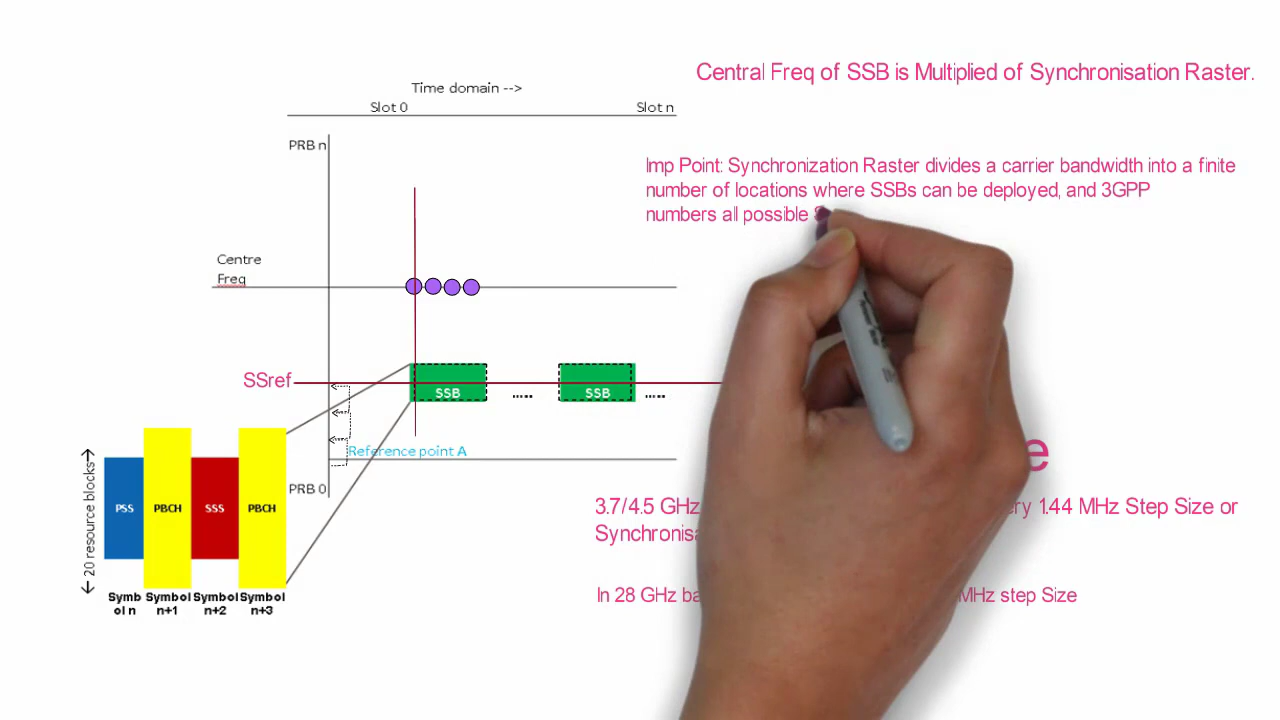 Central Freq of SSB is Multiplied of Synchronisation Raster.
Time domain -->
Slot 0
Slot n
PRB n
Imp Point: Synchronization Raster divides a carrier bandwidth into a finite
number of locations where SSBs can be deployed, and 3GPP
numbers all possible
Centre
Freq
SSref
SSB
.....
SSB
.....
Reference point A
PRB 0
20 resource blocks
PSS
PBCH
SSS
PBCH
Symb
ol n
Symbol
n+1
Symbol
n+2
Symbol
n+3
3.7/4.5 GHz 1.44 MHz Step Size or
In 28 GHz MHz step Size